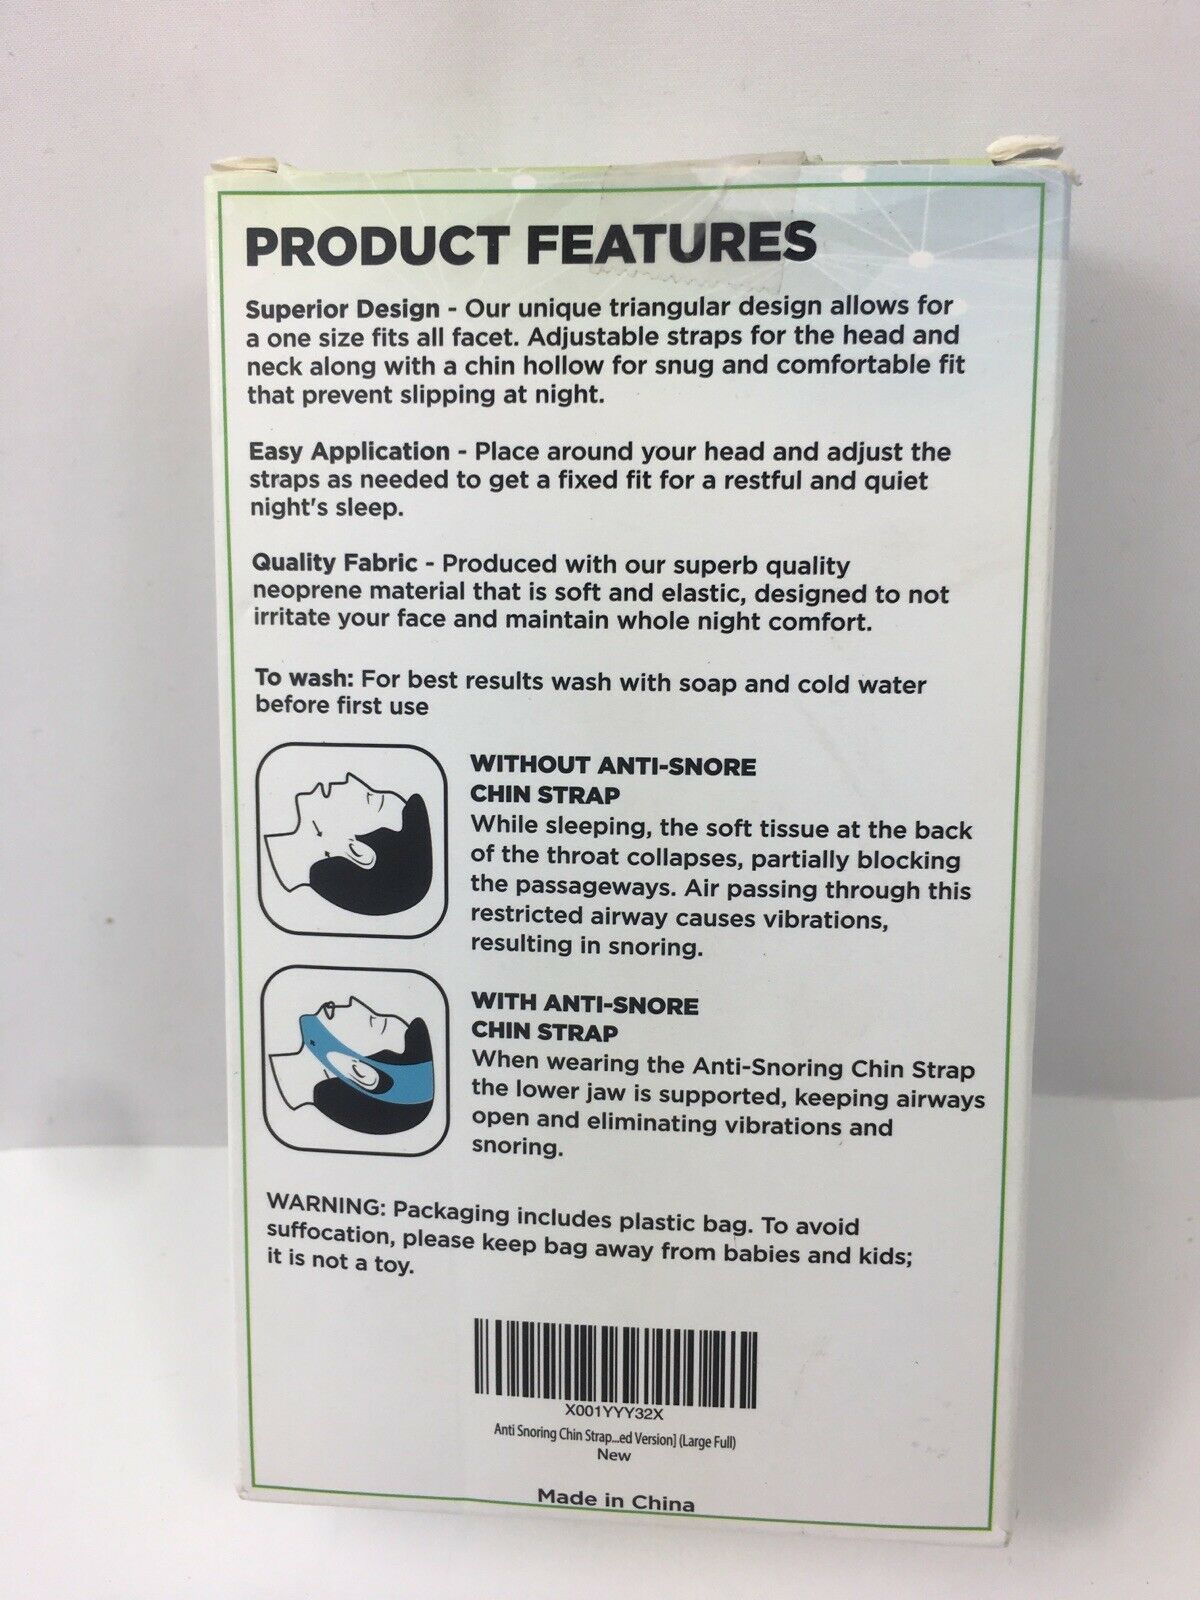 PRODUCT FEATURES
Superior Design - Our unique triangular design allows for
a one size fits all facet. Adjustable straps for the head and
neck along with a chin hollow for snug and comfortable fit
that prevent slipping at night.
Easy Application - Place around your head and adjust the
straps as needed to get a fixed fit for a restful and quiet
night's sleep.
Quality Fabric - Produced with our superb quality
neoprene material that is soft and elastic, designed to not
irritate your face and maintain whole night comfort.
To wash: For best results wash with soap and cold water
before first use
WITHOUT ANTI-SNORE
CHIN STRAP
While sleeping, the soft tissue at the back
of the throat collapses, partially blocking
the passageways. Air passing through this
restricted airway causes vibrations,
resulting in snoring.
WITH ANTI-SNORE
CHIN STRAP
When wearing the Anti-Snoring Chin Strap
the lower jaw is supported, keeping airways
open and eliminating vibrations and
snoring.
WARNING: Packaging includes plastic bag. To avoid
suffocation, please keep bag away from babies and kids;
it is not a toy.
X001YYY32X
Anti Snoring Chin Strap...ed Version] (Large Full)
New
Made in China